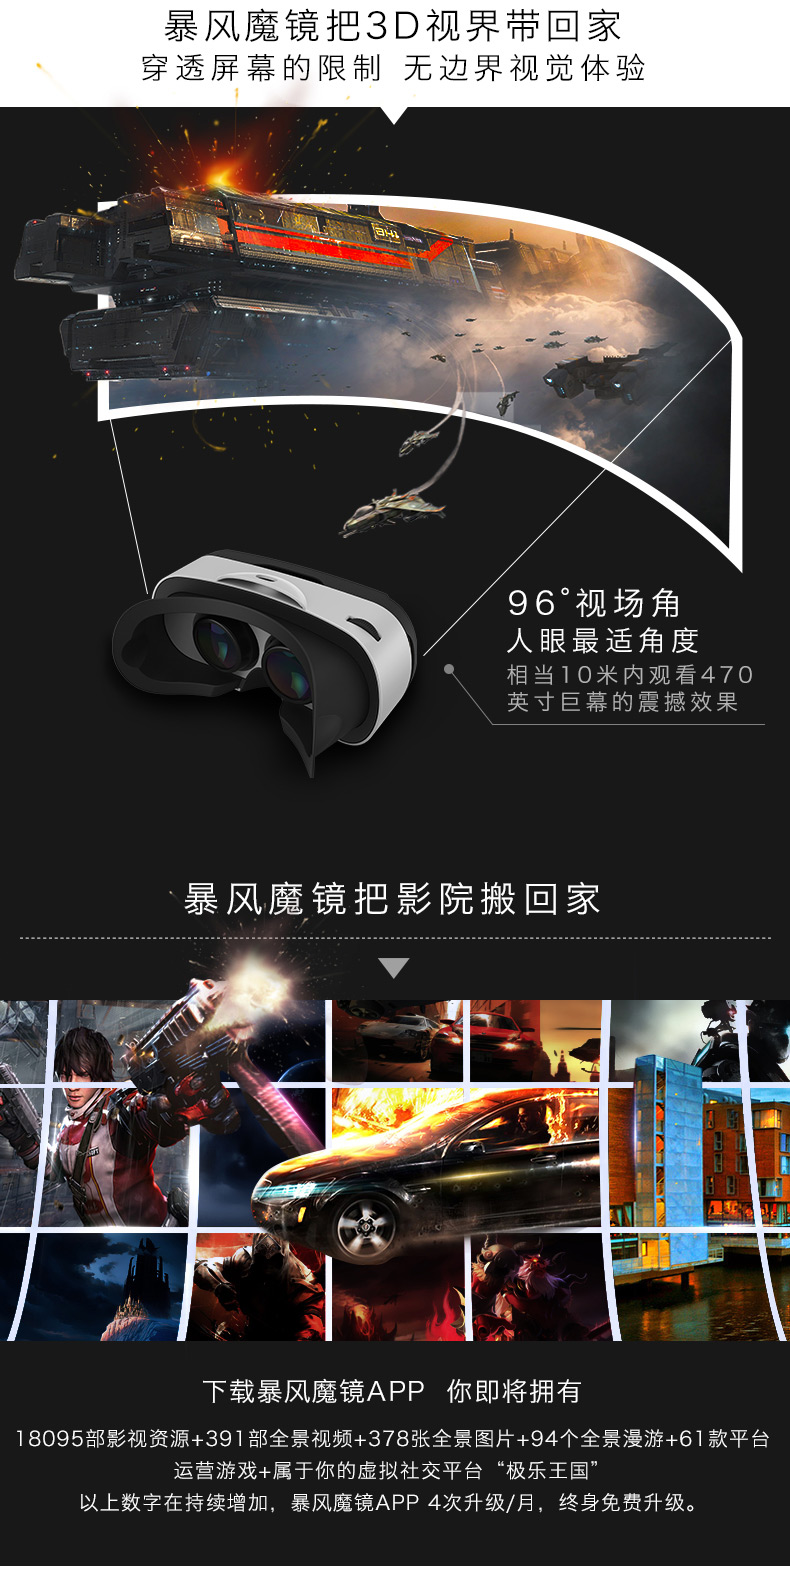 暴风魔镜把3D视界带回家
穿透屏幕的限制 无边界视觉体验
96°视场角
人眼最适角度
相当10米内观看470
英寸巨幕的震撼效果
暴风魔镜把影院搬回家
下载暴风魔镜APP 你即将拥有
18095部影视资源+391部全景视频+378张全景图片+94个全景漫游+61款平台
运营游戏+属于你的虚拟社交平台“极乐王国”
以上数字在持续增加，暴风魔镜APP 4次升级/月，终身免费升级。